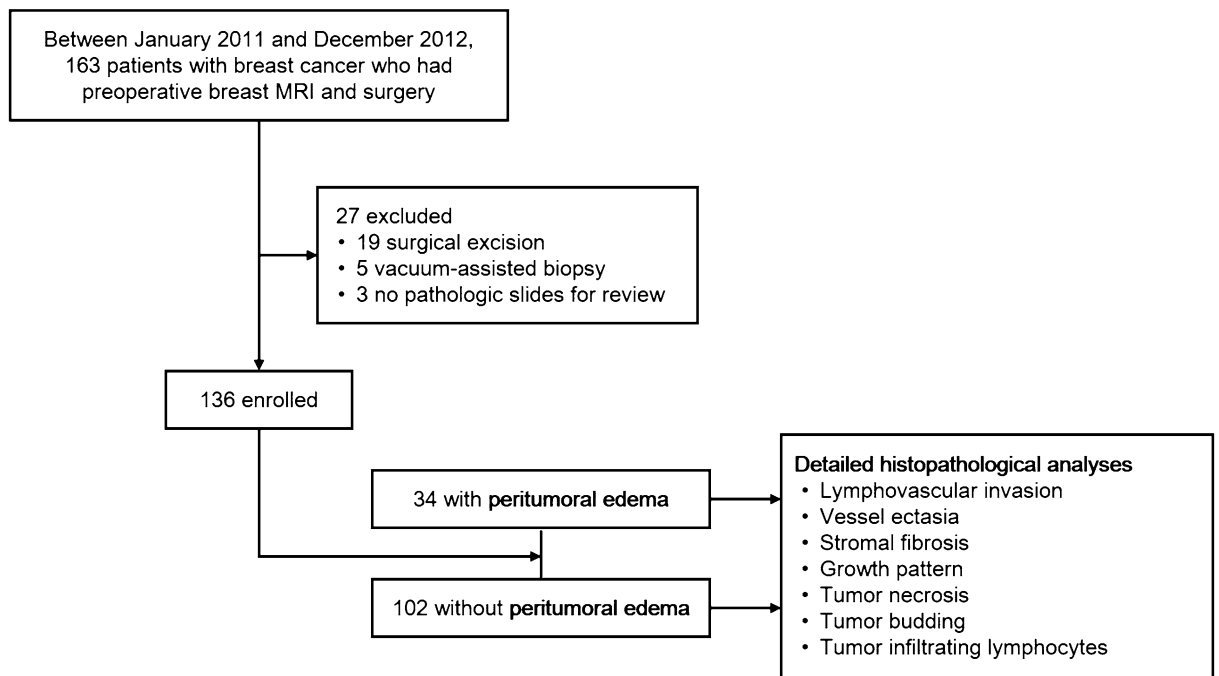 Between January 2011 and December 2012,
163 patients with breast cancer who had
preoperative breast MRI and surgery
27 excluded
• 19 surgical excision
• 5 vacuum-assisted biopsy
• 3 no pathologic slides for review
136 enrolled
34 with peritumoral edema
102 without peritumoral edema
Detailed histopathological analyses
• Lymphovascular invasion
• Vessel ectasia
• Stromal fibrosis
• Growth pattern
• Tumor necrosis
• Tumor budding
• Tumor infiltrating lymphocytes